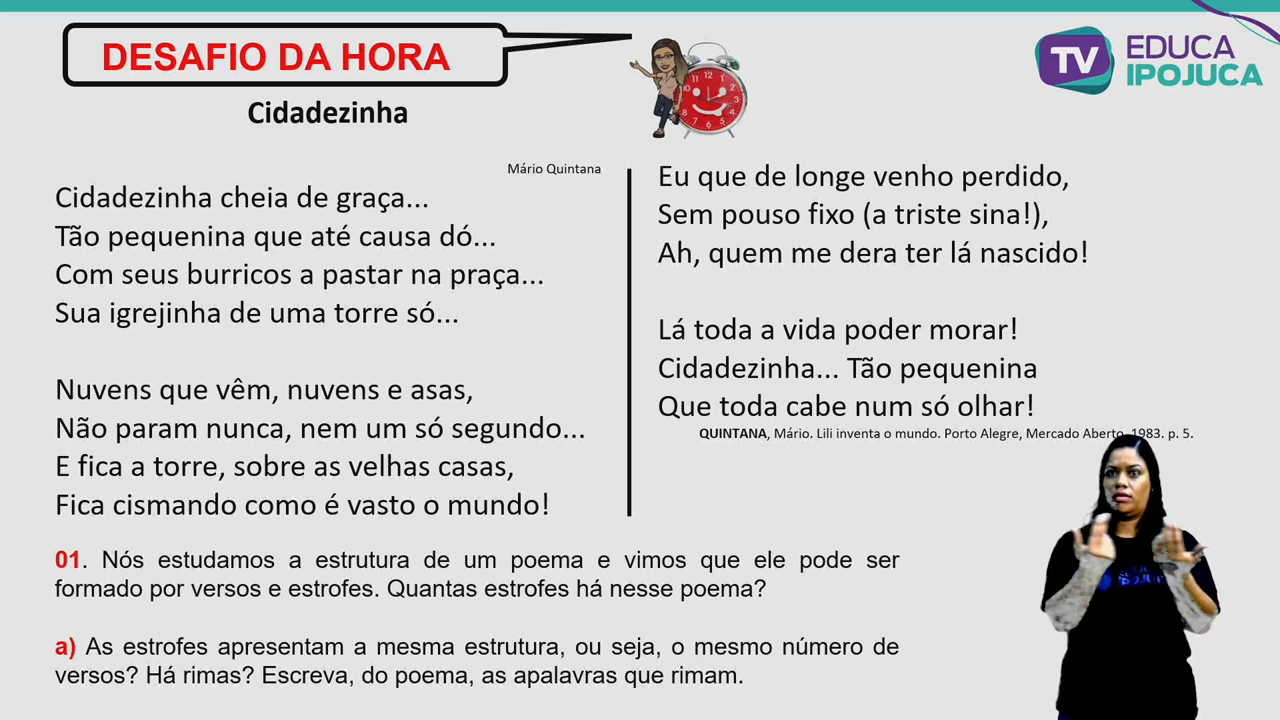 DESAFIO DA HORA
TV EDUCA
IPOJUCA
Cidadezinha
Mário Quintana
Cidadezinha cheia de graça...
Tão pequenina que até causa dó...
Com seus burricos a pastar na praça...
Sua igrejinha de uma torre só...
Nuvens que vêm, nuvens e asas,
Não param nunca, nem um só segundo...
E fica a torre, sobre as velhas casas,
Fica cismando como é vasto o mundo!
Eu que de longe venho perdido,
Sem pouso fixo (a triste sina!),
Ah, quem me dera ter lá nascido!
Lá toda a vida poder morar!
Cidadezinha... Tão pequenina
Que toda cabe num só olhar!
QUINTANA, Mário. Lili inventa o mundo. Porto Alegre, Mercado Aberto, 1983. p. 5.
01. Nós estudamos a estrutura de um poema e vimos que ele pode ser
formado por versos e estrofes. Quantas estrofes há nesse poema?
a) As estrofes apresentam a mesma estrutura, ou seja, o mesmo número de
versos? Há rimas? Escreva, do poema, as apalavras que rimam.